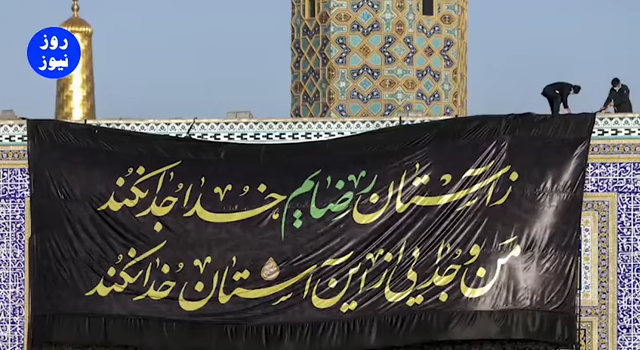 روز
نیوز
ز آستان رضایم خدا جدا نکند
من و جدایی از این آستان خدا نکند